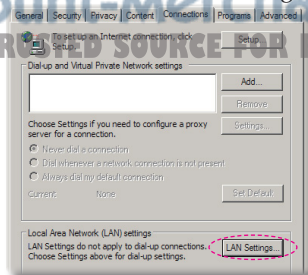 General Security Privacy Content Connections Programs Advanced
To set up an Internet connection, click Setup.
Setup...
TRUSTED SOURCE FOR
Dial-up and Virtual Private Network settings
Add...
Remove
Choose Settings if you need to configure a proxy server for a connection.
Settings...
Never dial a connection
Dial whenever a network connection is not present
Always dial my default connection
Current: None
Set Default
Local Area Network (LAN) settings
LAN Settings do not apply to dial-up connections. Choose Settings above for dial-up settings.
LAN Settings...